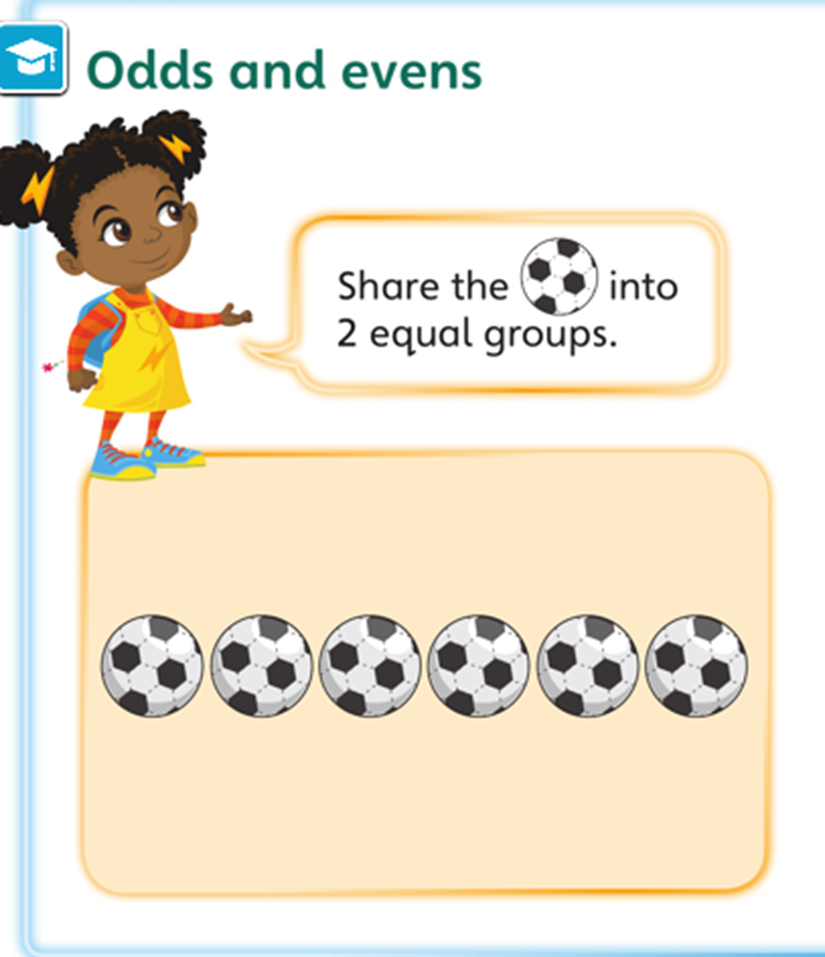 Odds and evens
Share the into
2 equal groups.